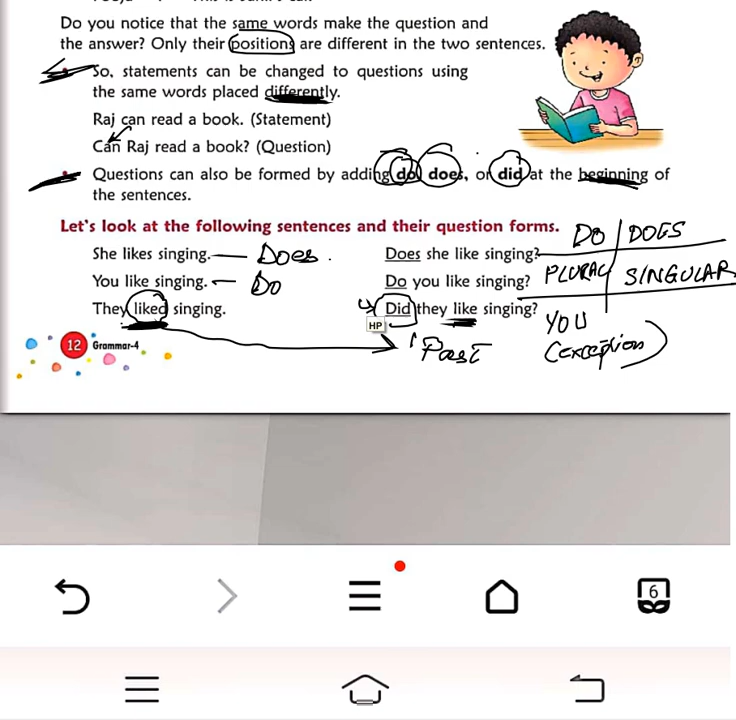 Do you notice that the same words make the question and
the answer? Only their positions are different in the two sentences.
So, statements can be changed to questions using
the same words placed differently.
Raj can read a book. (Statement)
Can Raj read a book? (Question)
Questions can also be formed by adding do, does, or did at the beginning of
the sentences.
Let's look at the following sentences and their question forms.
DO DOES
She likes singing. Does. Does she like singing?
You like singing. Do Do you like singing? PLURAL SINGULAR
They liked singing. Did they like singing?
YOU
HP
12 Grammar-4 Past (exception)
6